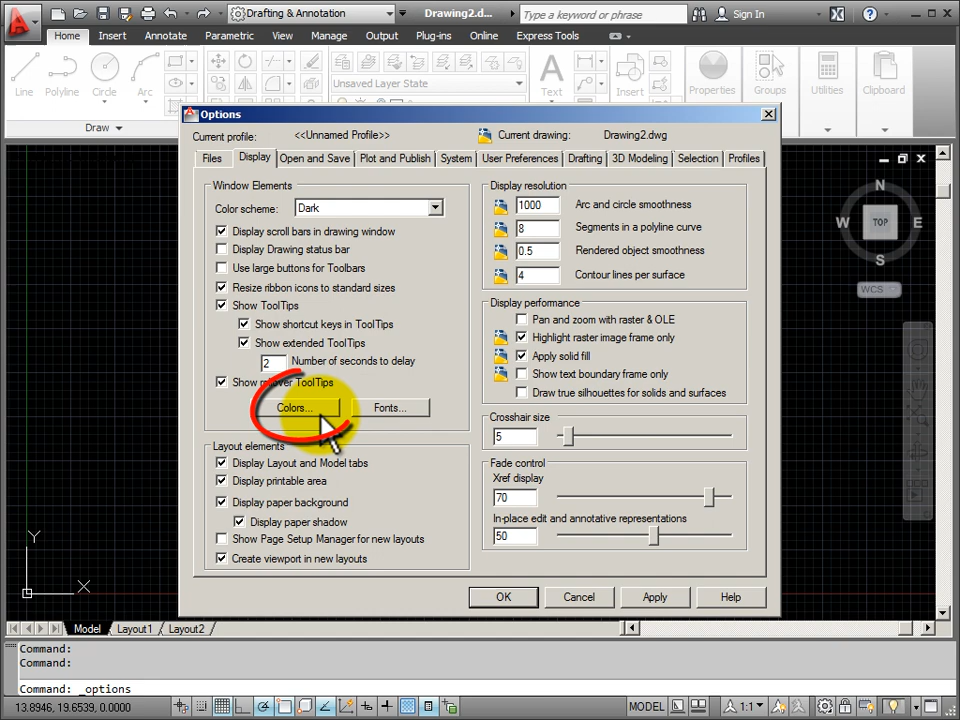 Drafting & Annotation
Drawing2.d...
Type a keyword or phrase
Sign In
Home Insert Annotate Parametric View Manage Output Plug-ins Online Express Tools
Line Polyline Circle Arc
Unsaved Layer State
Text Insert Properties Groups Utilities Clipboard
Draw
Options
Current profile: <<Unnamed Profile>> Current drawing: Drawing2.dwg
Files Display Open and Save Plot and Publish System User Preferences Drafting 3D Modeling Selection Profiles
Window Elements
Color scheme: Dark
Display scroll bars in drawing window
Display Drawing status bar
Use large buttons for Toolbars
Resize ribbon icons to standard sizes
Show ToolTips
Show shortcut keys in ToolTips
Show extended ToolTips
2 Number of seconds to delay
Show rollover ToolTips
Colors... Fonts...
Layout elements
Display Layout and Model tabs
Display printable area
Display paper background
Display paper shadow
Show Page Setup Manager for new layouts
Create viewport in new layouts
Display resolution
1000 Arc and circle smoothness
8 Segments in a polyline curve
0.5 Rendered object smoothness
4 Contour lines per surface
Display performance
Pan and zoom with raster & OLE
Highlight raster image frame only
Apply solid fill
Show text boundary frame only
Draw true silhouettes for solids and surfaces
Crosshair size
5
Fade control
Xref display
70
In-place edit and annotative representations
50
OK Cancel Apply Help
N
W TOP E
S
WCS
Y
X
Model Layout1 Layout2
Command:
Command:
Command: _options
13.8946, 19.6539, 0.0000
MODEL
1:1